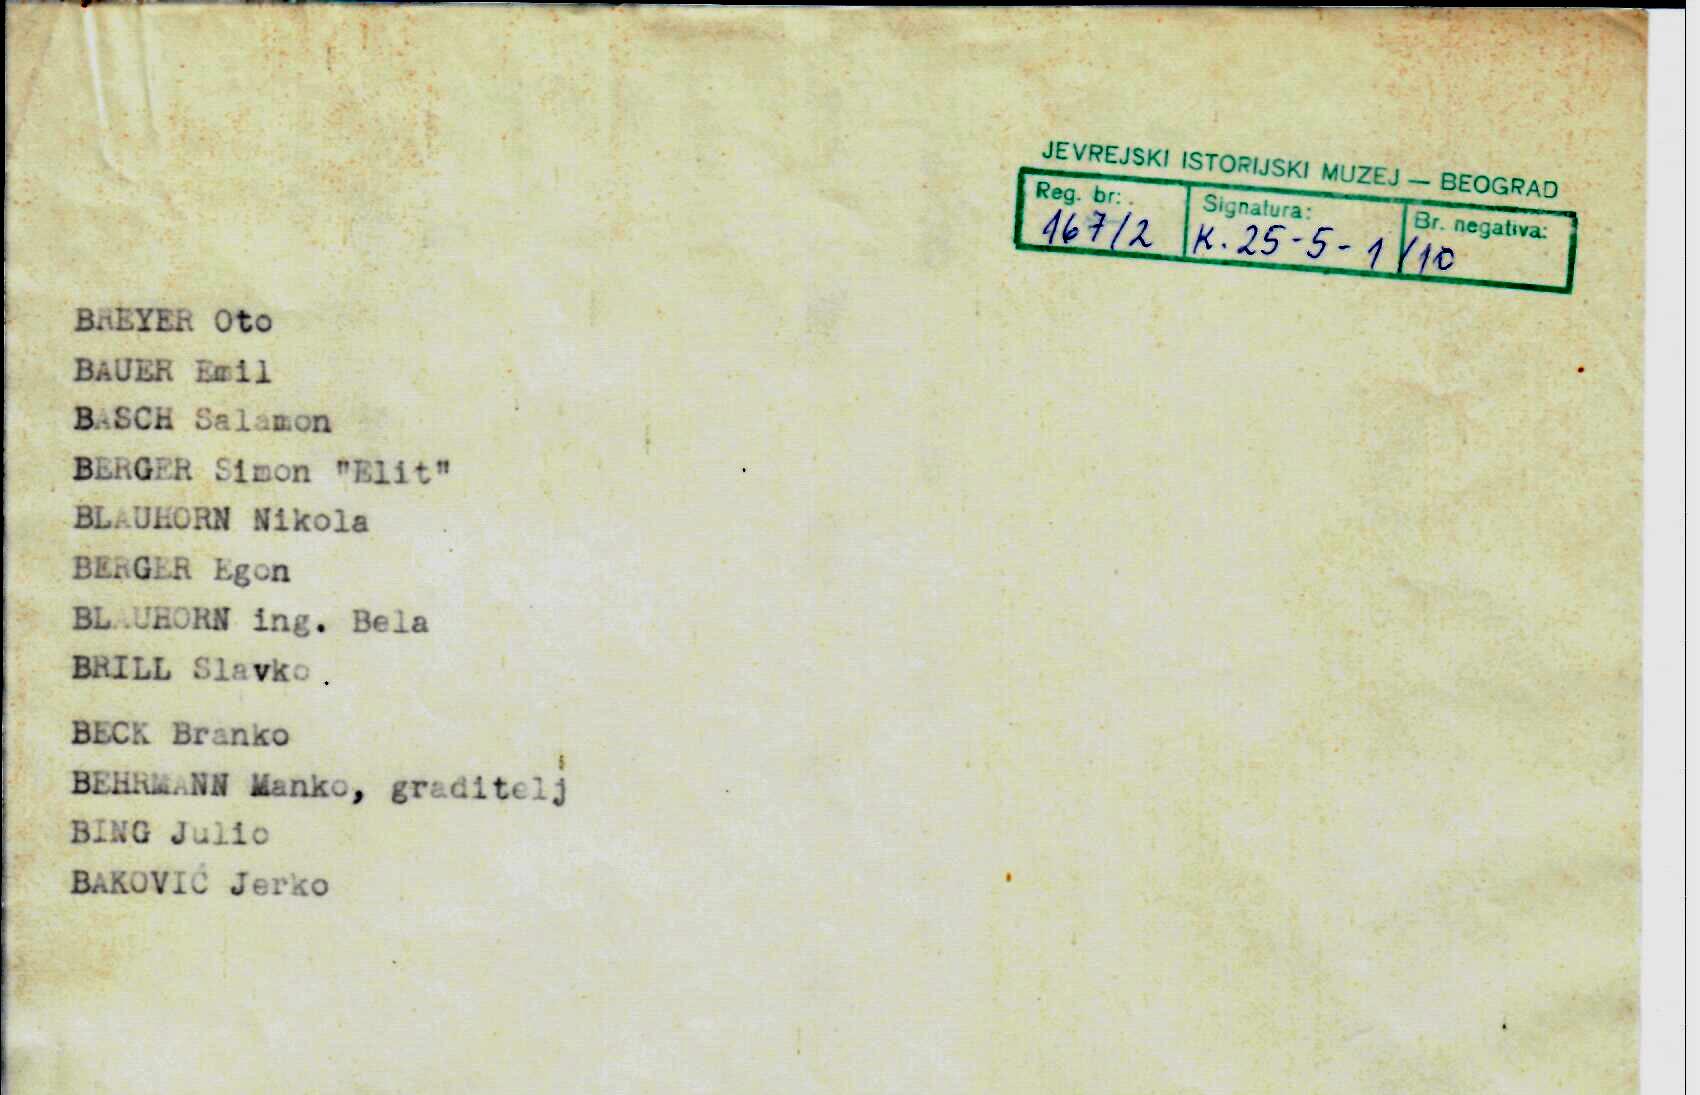 JEVREJSKI ISTORIJSKI MUZEJ — BEOGRAD
Reg. br: Signatura: Br. negativa:
167/2 K. 25-5-1/10
BREYER Oto
BAUER Emil
BASCH Salamon
BERGER Simon "Elit"
BLAUHORN Nikola
BERGER Egon
BLAUHORN ing. Bela
BRILL Slavko
BECK Branko
BEHRMANN Manko, graditelj
BING Julio
BAKOVIĆ Jerko